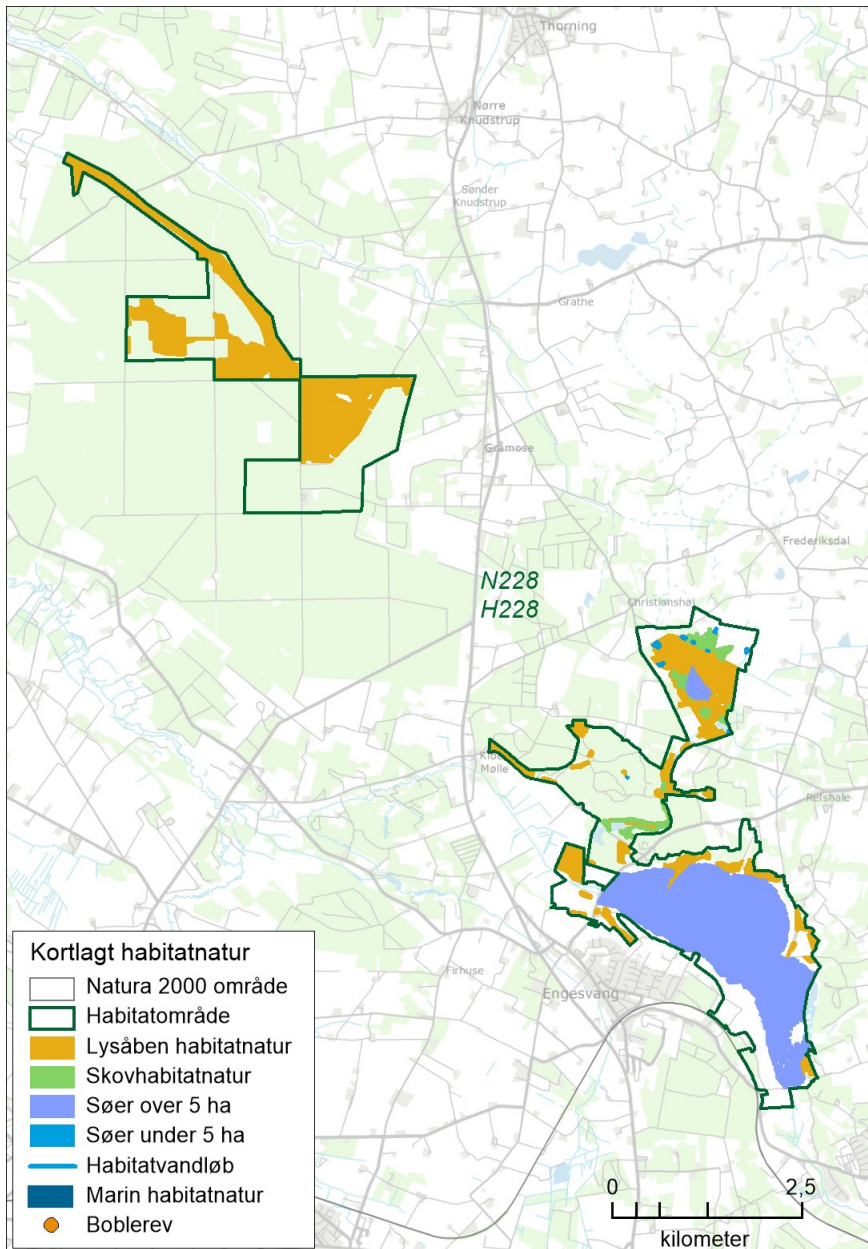 Thorning
Nørre
Knudstrup
Sønder
Knudstrup
Grathe
Gråmose
Frederiksdal
N228
H228
Christianshøj
Mølle
Refshale
Firhuse
Engesvang
Kortlagt habitatnatur
Natura 2000 område
Habitatområde
Lysåben habitatnatur
Skovhabitatnatur
Søer over 5 ha
Søer under 5 ha
Habitatvandløb
Marin habitatnatur
Boblerev
0 2,5
kilometer